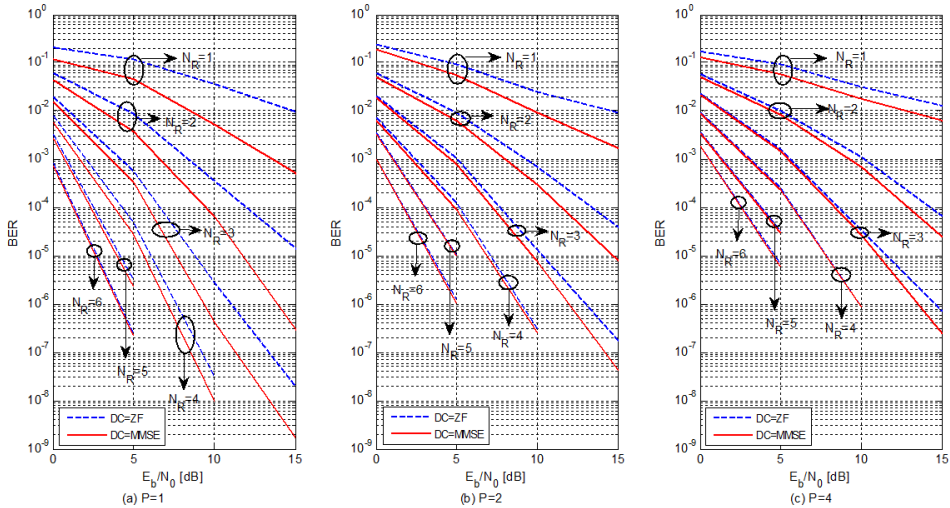 10^0
10^-1
10^-2
10^-3
10^-4
10^-5
10^-6
10^-7
10^-8
10^-9
BER
N_R=1
N_R=2
N_R=3
N_R=6
N_R=5
N_R=4
DC=ZF
DC=MMSE
0 5 10 15
E_b/N_0 [dB]
(a) P=1
10^0
10^-1
10^-2
10^-3
10^-4
10^-5
10^-6
10^-7
10^-8
10^-9
BER
N_R=1
N_R=2
N_R=3
N_R=6
N_R=5
N_R=4
DC=ZF
DC=MMSE
0 5 10 15
E_b/N_0 [dB]
(b) P=2
10^0
10^-1
10^-2
10^-3
10^-4
10^-5
10^-6
10^-7
10^-8
10^-9
BER
N_R=1
N_R=2
N_R=3
N_R=6
N_R=5
N_R=4
DC=ZF
DC=MMSE
0 5 10 15
E_b/N_0 [dB]
(c) P=4